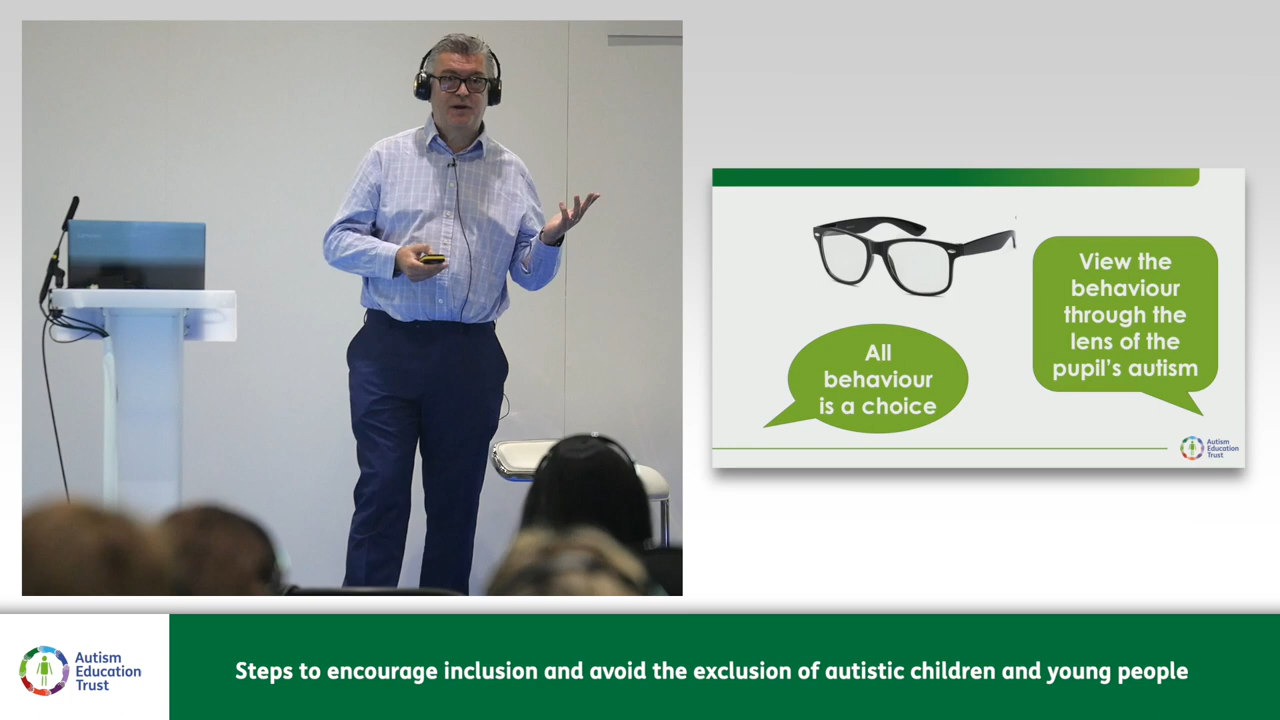 All
behaviour
is a choice
View the
behaviour
through the
lens of the
pupil's autism
Autism
Education
Trust
Autism
Education
Trust
Steps to encourage inclusion and avoid the exclusion of autistic children and young people